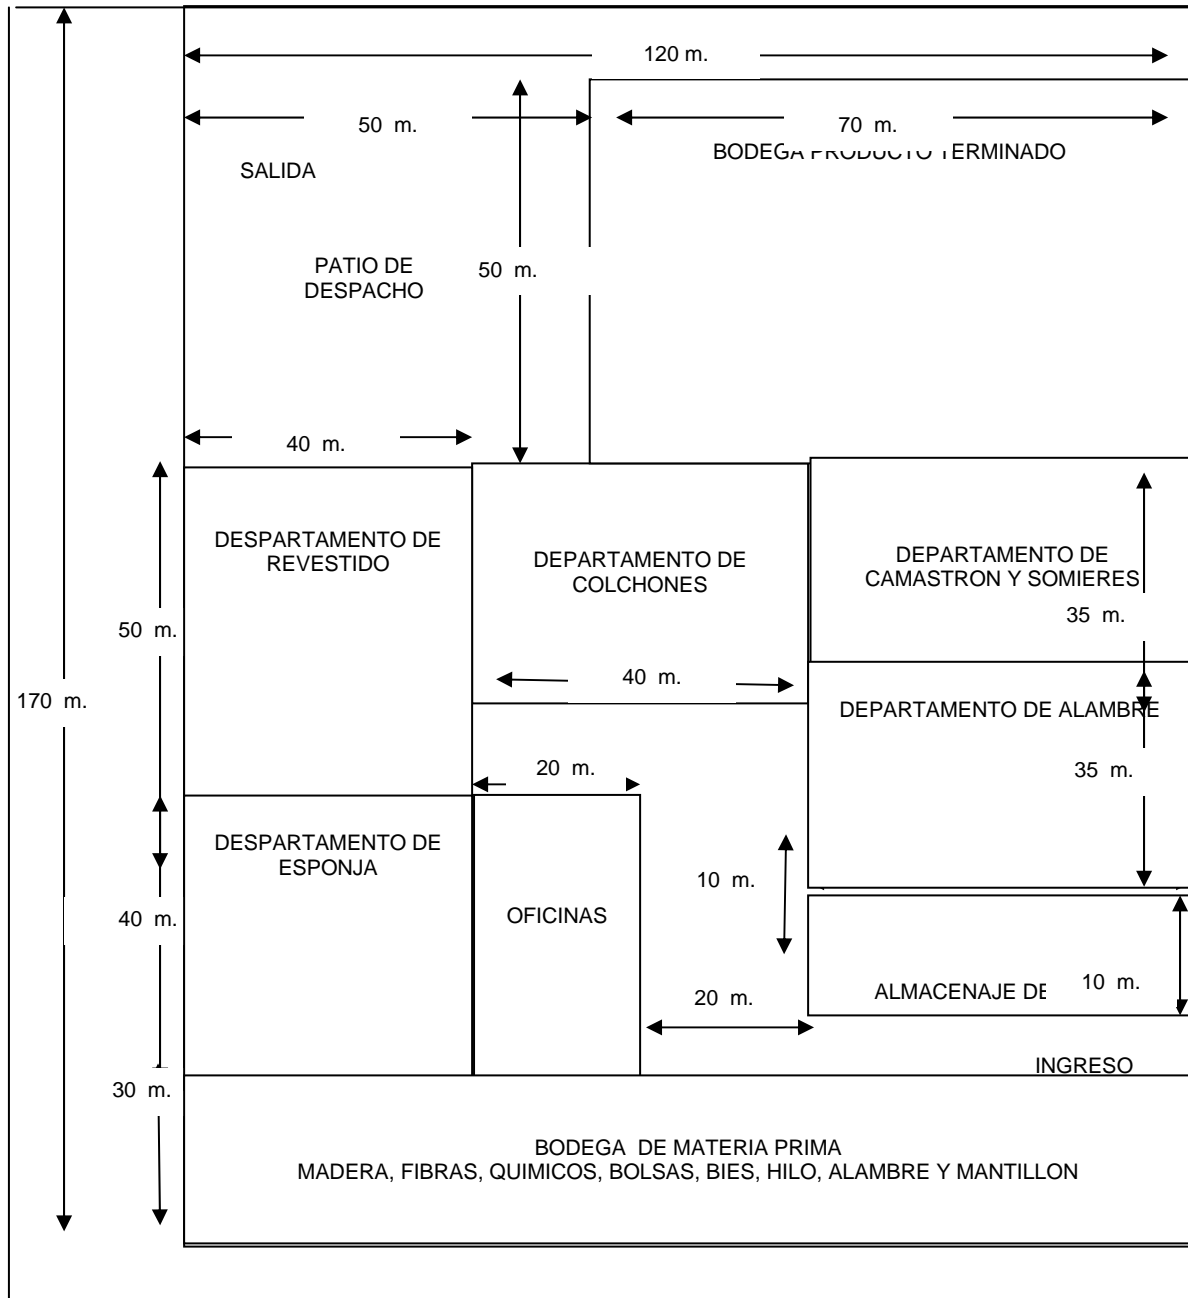 120 m.
50 m.
70 m.
BODEGA PRODUCTO TERMINADO
SALIDA
PATIO DE
DESPACHO
50 m.
40 m.
DESPARTAMENTO DE
REVESTIDO
DEPARTAMENTO DE
COLCHONES
DEPARTAMENTO DE
CAMASTRON Y SOMIERES
35 m.
50 m.
40 m.
170 m.
DEPARTAMENTO DE ALAMBRE
20 m.
35 m.
DESPARTAMENTO DE
ESPONJA
10 m.
40 m.
OFICINAS
20 m.
ALMACENAJE DE
10 m.
INGRESO
30 m.
BODEGA DE MATERIA PRIMA
MADERA, FIBRAS, QUIMICOS, BOLSAS, BIES, HILO, ALAMBRE Y MANTILLON